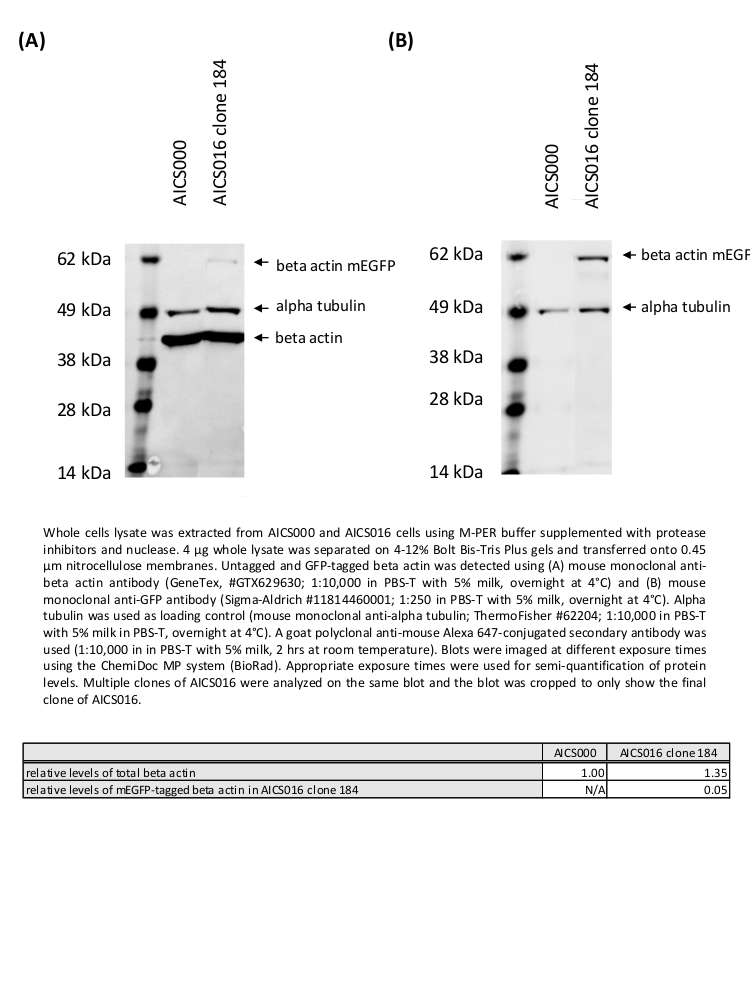 (A)
(B)
AICS000
AICS016 clone 184
AICS000
AICS016 clone 184
62 kDa
beta actin mEGFP
49 kDa
alpha tubulin
beta actin
38 kDa
28 kDa
14 kDa
62 kDa
beta actin mEGF
49 kDa
alpha tubulin
38 kDa
28 kDa
14 kDa
Whole cells lysate was extracted from AICS000 and AICS016 cells using M-PER buffer supplemented with protease
inhibitors and nuclease. 4 µg whole lysate was separated on 4-12% Bolt Bis-Tris Plus gels and transferred onto 0.45
µm nitrocellulose membranes. Untagged and GFP-tagged beta actin was detected using (A) mouse monoclonal anti-
beta actin antibody (GeneTex, #GTX629630; 1:10,000 in PBS-T with 5% milk, overnight at 4°C) and (B) mouse
monoclonal anti-GFP antibody (Sigma-Aldrich #11814460001; 1:250 in PBS-T with 5% milk, overnight at 4°C). Alpha
tubulin was used as loading control (mouse monoclonal anti-alpha tubulin; ThermoFisher #62204; 1:10,000 in PBS-T
with 5% milk in PBS-T, overnight at 4°C). A goat polyclonal anti-mouse Alexa 647-conjugated secondary antibody was
used (1:10,000 in in PBS-T with 5% milk, 2 hrs at room temperature). Blots were imaged at different exposure times
using the ChemiDoc MP system (BioRad). Appropriate exposure times were used for semi-quantification of protein
levels. Multiple clones of AICS016 were analyzed on the same blot and the blot was cropped to only show the final
clone of AICS016.
AICS000 AICS016 clone 184
relative levels of total beta actin 1.00 1.35
relative levels of mEGFP-tagged beta actin in AICS016 clone 184 N/A 0.05